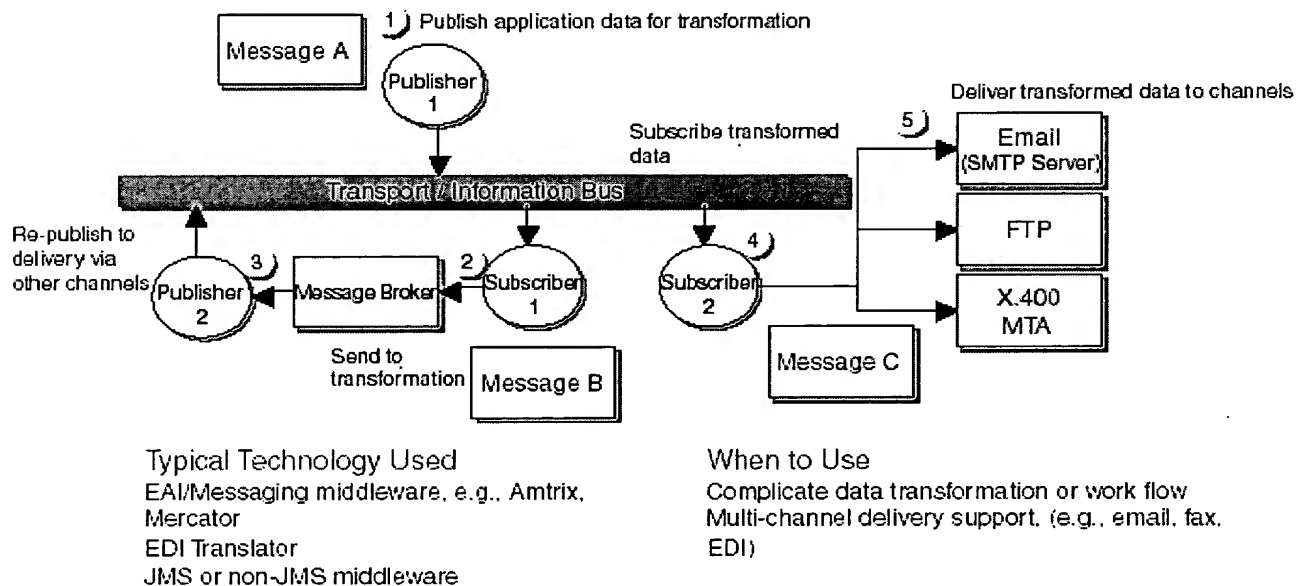 1 Publish application data for transformation
Message A
Publisher
1
Deliver transformed data to channels
Subscribe transformed
data
5
Email
(SMTP Server)
Transport / Information Bus
Re-publish to
delivery via
other channels
FTP
3
Publisher
2
Message Broker
2
Subscriber
1
4
Subscriber
2
X.400
MTA
Send to
transformation
Message B
Message C
Typical Technology Used
EAI/Messaging middleware, e.g., Amtrix,
Mercator
EDI Translator
JMS or non-JMS middleware
When to Use
Complicate data transformation or work flow
Multi-channel delivery support, (e.g., email, fax,
EDI)